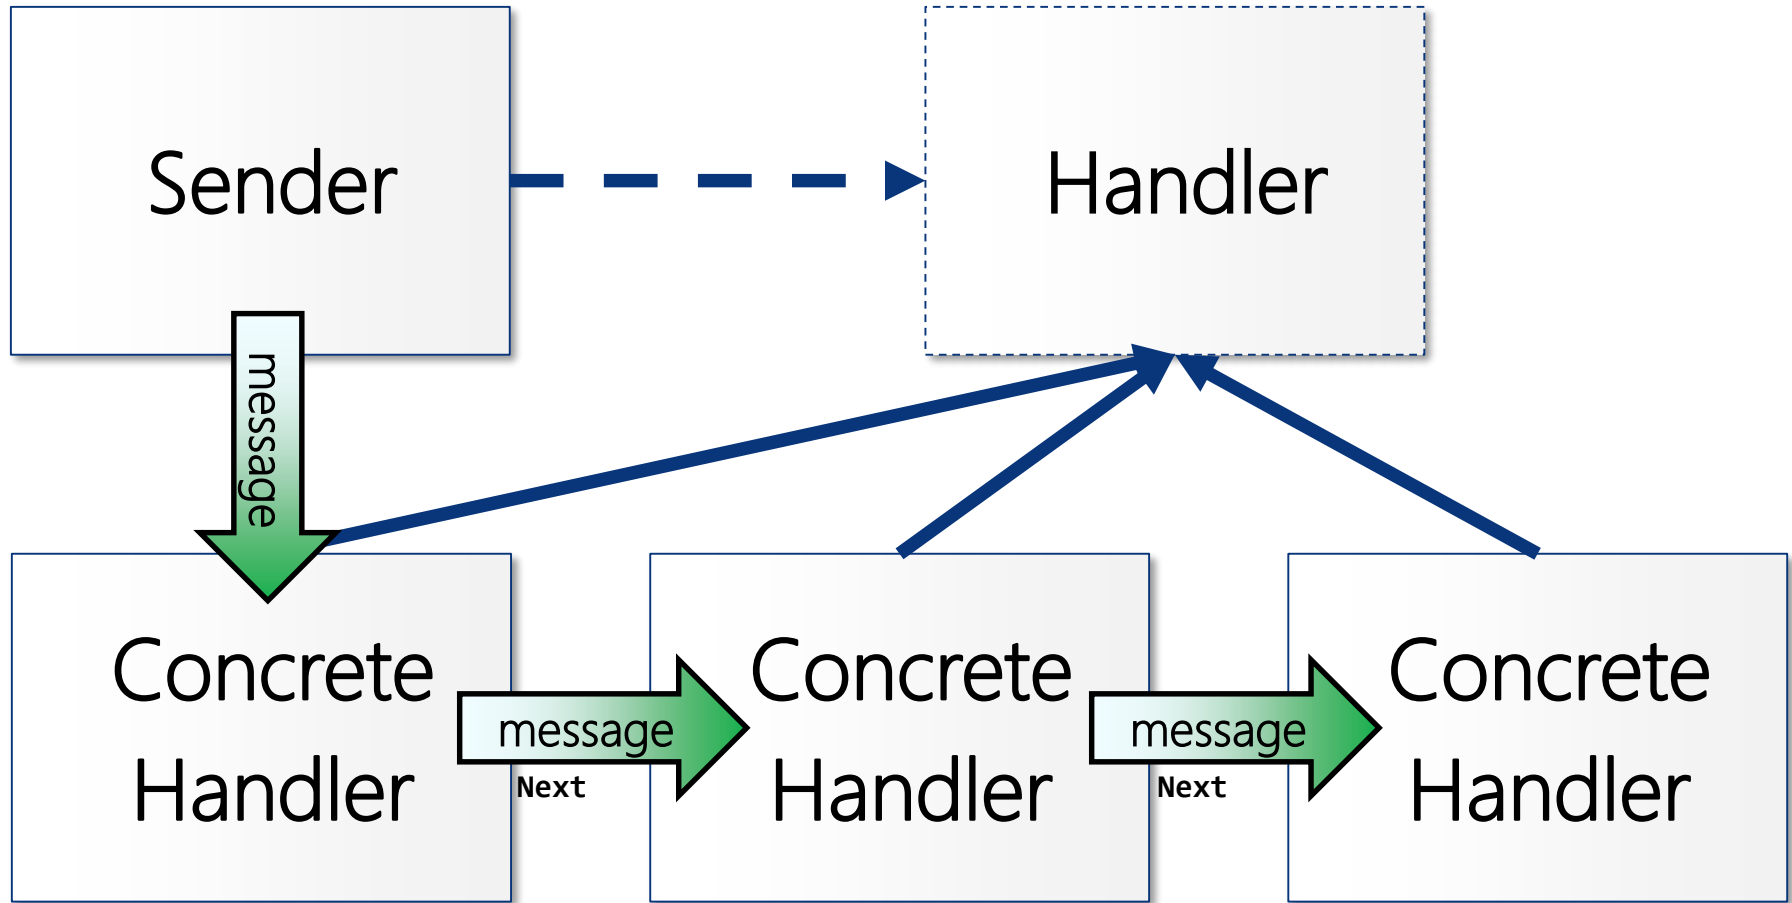 Sender
Handler
message
Concrete
Handler
message
Next
Concrete
Handler
message
Next
Concrete
Handler